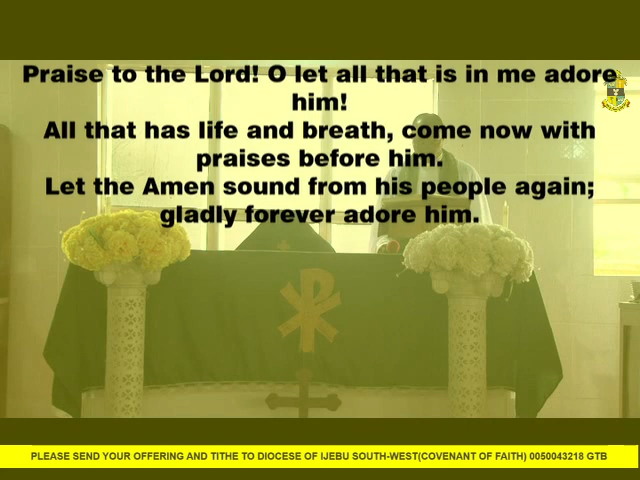 Praise to the Lord! O let all that is in me adore
him!
All that has life and breath, come now with
praises before him.
Let the Amen sound from his people again;
gladly forever adore him.
PLEASE SEND YOUR OFFERING AND TITHE TO DIOCESE OF IJEBU SOUTH-WEST(COVENANT OF FAITH) 0050043218 GTB